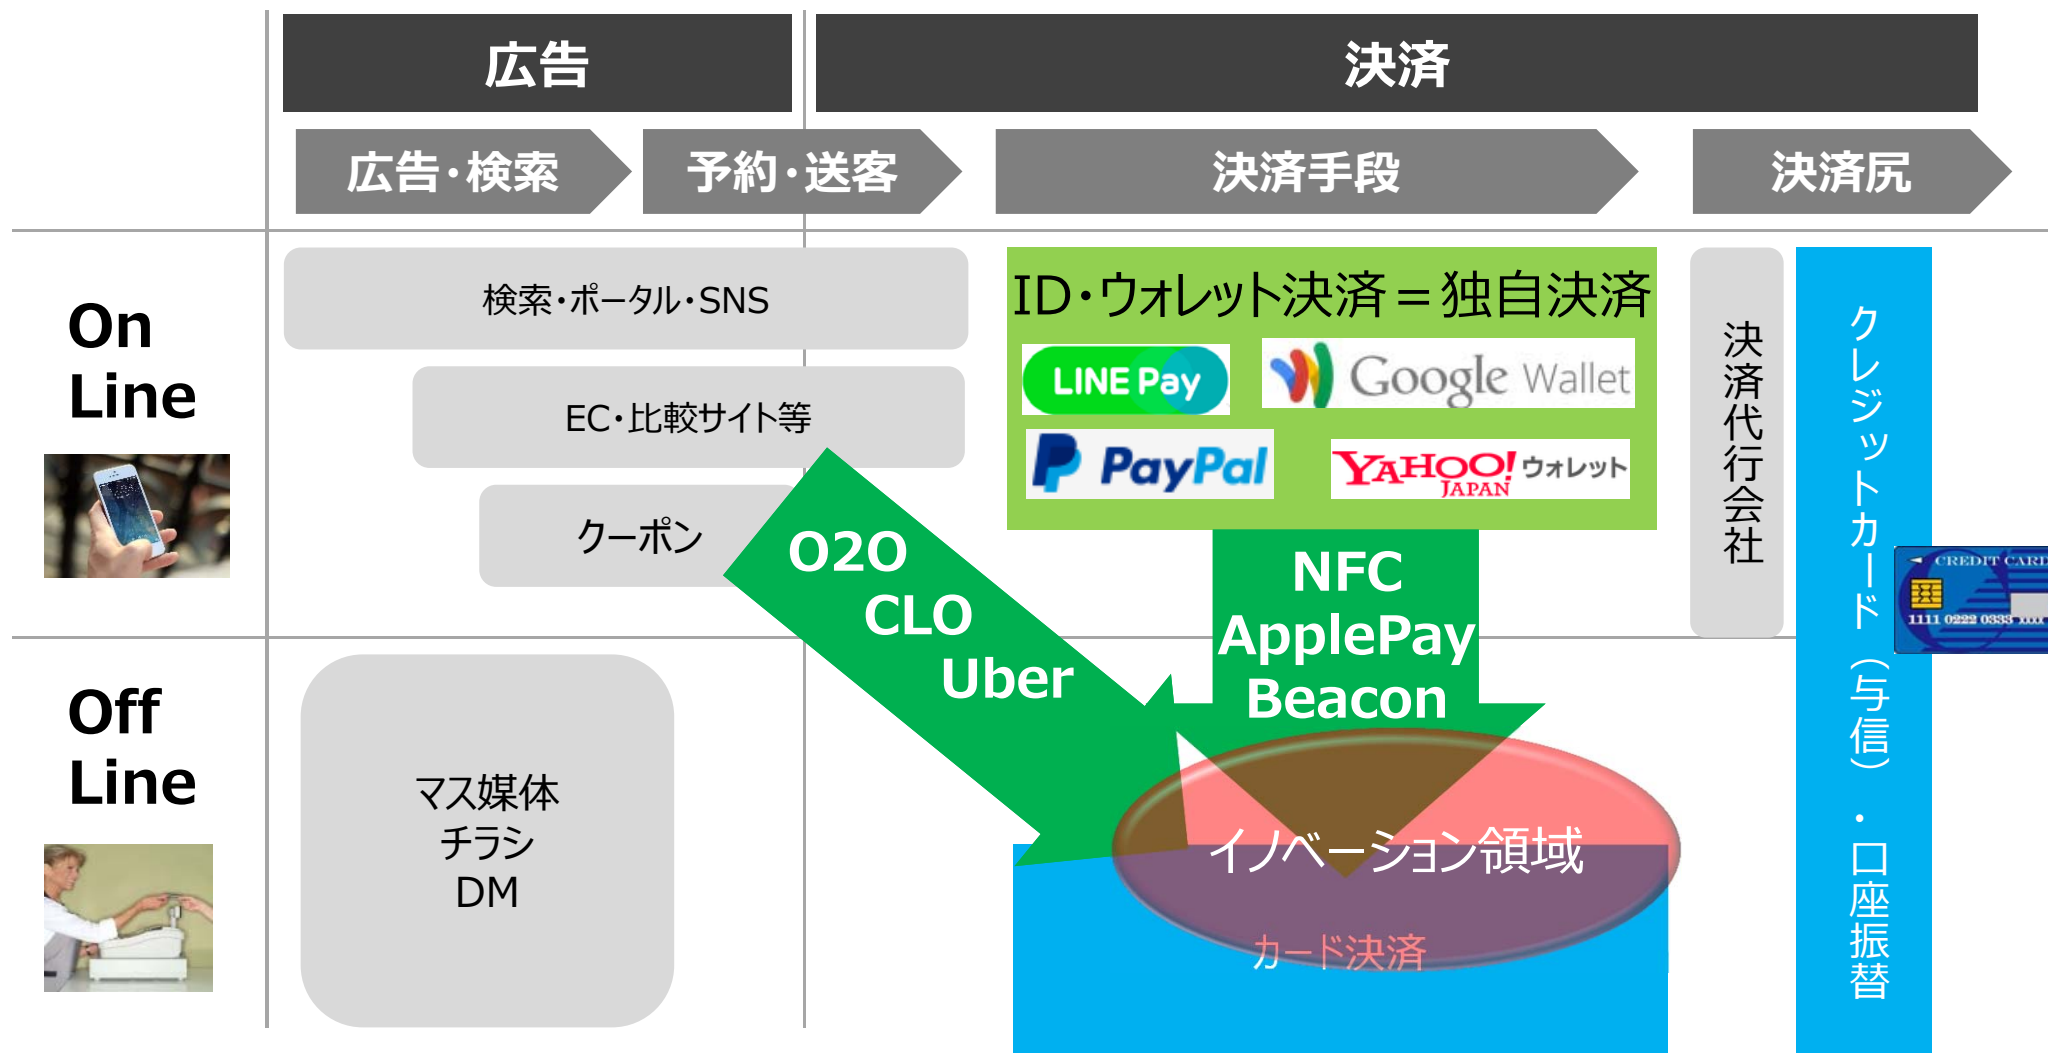 広告
決済
広告・検索
予約・送客
決済手段
決済尻
On
Line
検索・ポータル・SNS
EC・比較サイト等
クーポン
ID・ウォレット決済＝独自決済
LINE Pay
Google Wallet
PayPal
YAHOO! ウォレット
JAPAN
決済代行会社
クレジットカード（与信）・口座振替
CREDIT CARD
1111 0222 0333
O2O
CLO
Uber
NFC
ApplePay
Beacon
Off
Line
マス媒体
チラシ
DM
イノベーション領域
カード決済